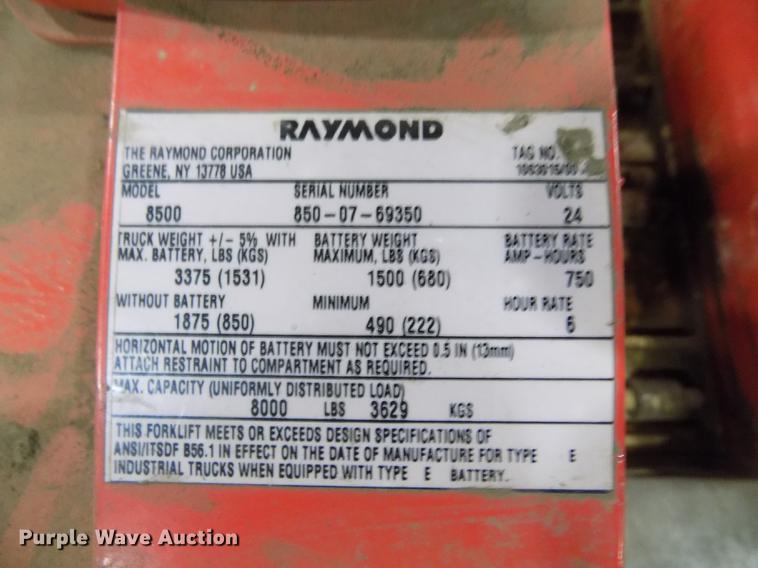 RAYMOND
THE RAYMOND CORPORATION TAG NO.
GREENE, NY 13778 USA
MODEL SERIAL NUMBER VOLTS
8500 850-07-69350 24
TRUCK WEIGHT +/- 5% WITH BATTERY WEIGHT BATTERY RATE
MAX. BATTERY, LBS (KGS) MAXIMUM, LBS (KGS) AMP-HOURS
3375 (1531) 1500 (680) 750
WITHOUT BATTERY MINIMUM HOUR RATE
1875 (850) 490 (222) 6
HORIZONTAL MOTION OF BATTERY MUST NOT EXCEED 0.5 IN (13mm)
ATTACH RESTRAINT TO COMPARTMENT AS REQUIRED.
MAX. CAPACITY (UNIFORMLY DISTRIBUTED LOAD)
8000 LBS 3629 KGS
THIS FORKLIFT MEETS OR EXCEEDS DESIGN SPECIFICATIONS OF
ANSI/ITSDF B56.1 IN EFFECT ON THE DATE OF MANUFACTURE FOR TYPE E
INDUSTRIAL TRUCKS WHEN EQUIPPED WITH TYPE E BATTERY.
Purple Wave Auction